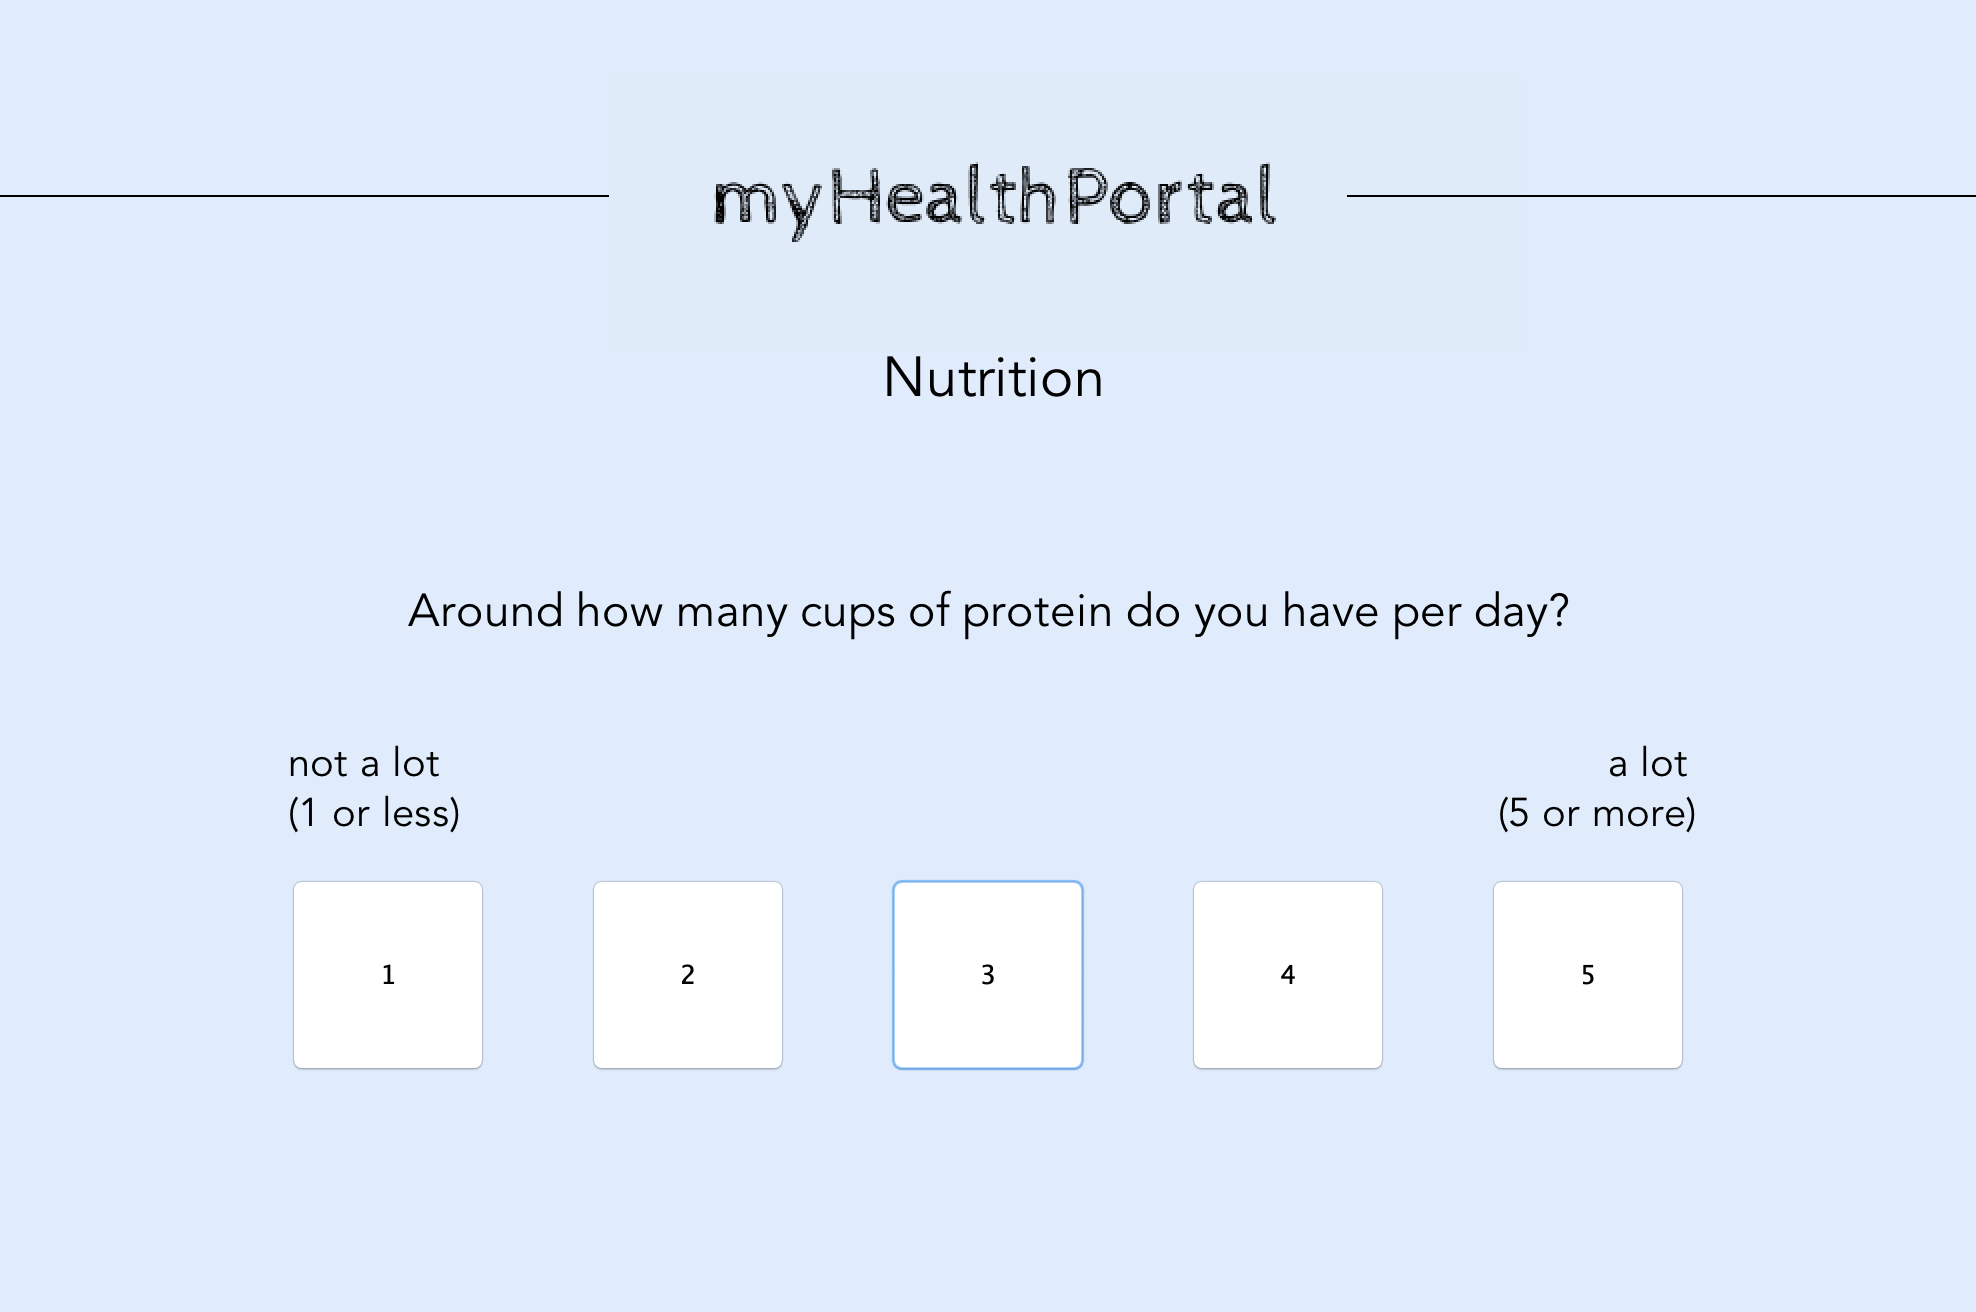 myHealthPortal
Nutrition
Around how many cups of protein do you have per day?
not a lot
(1 or less)
a lot
(5 or more)
1
2
3
4
5